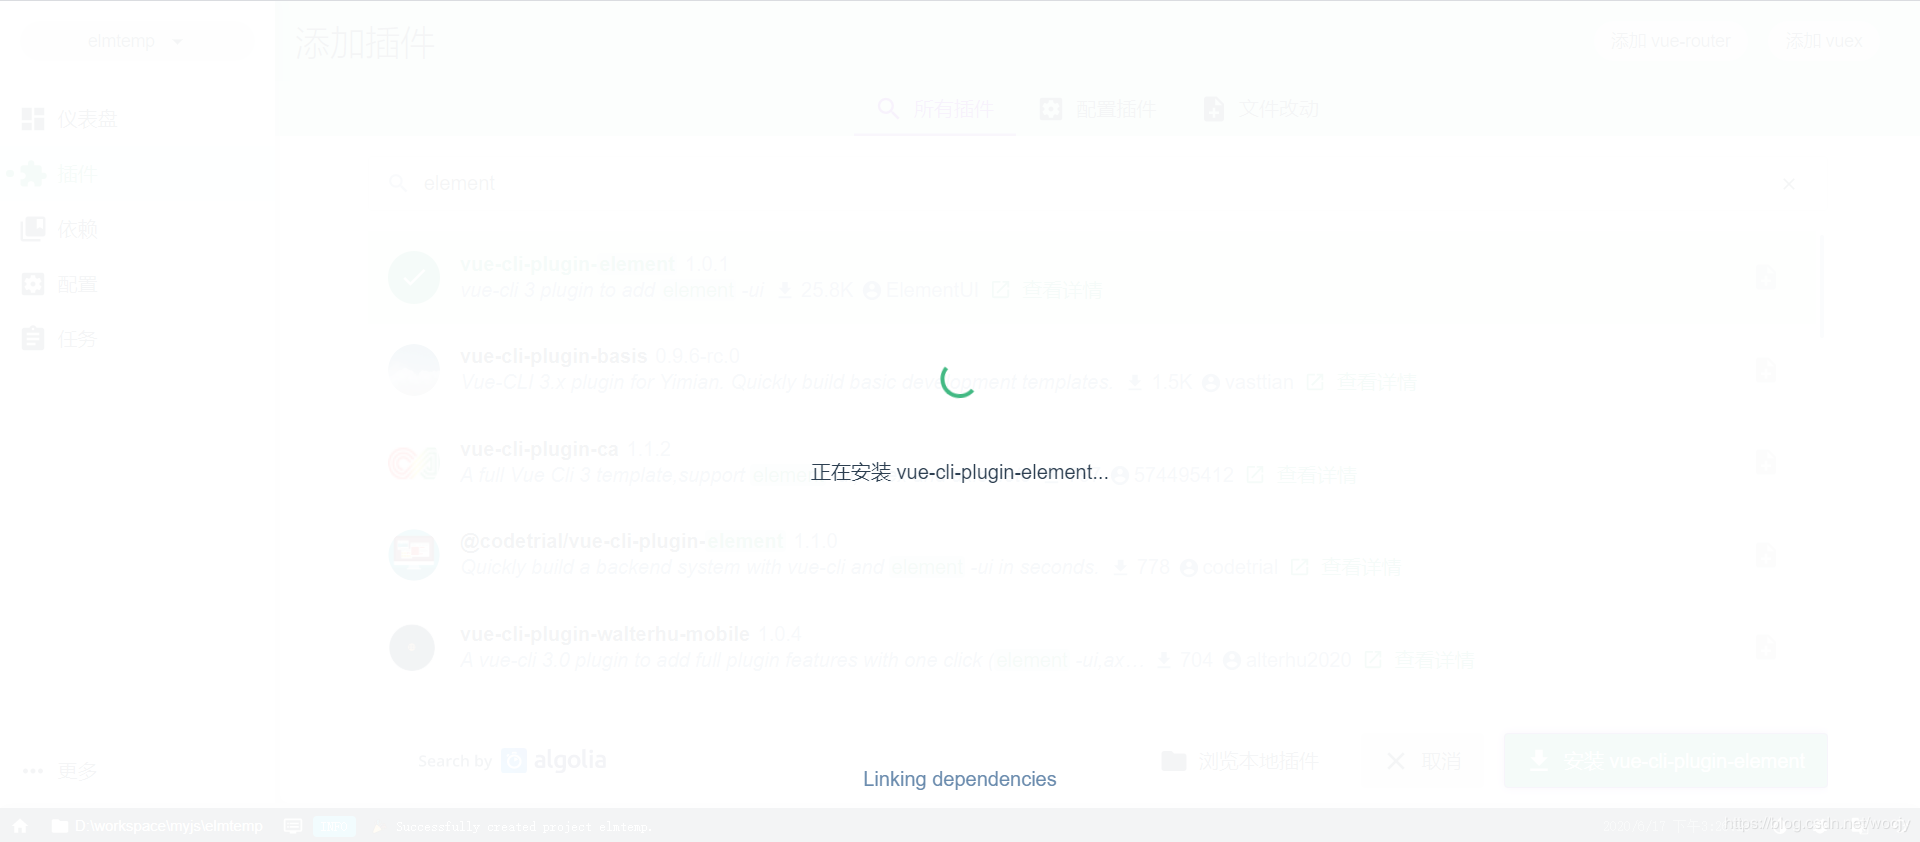 elmtemp
添加插件
添加 vue-router
添加 vuex
仪表盘
插件
依赖
配置
任务
所有插件
配置插件
文件改动
element
vue-cli-plugin-element 1.0.1
vue-cli 3 plugin to add element -ui 25.8K ElementUI 查看详情
vue-cli-plugin-basis 0.9.6-rc.0
Vue-CLI 3.x plugin for Yimian. Quickly build basic development templates. 1.5K vasttian 查看详情
vue-cli-plugin-ca 1.1.2
A full Vue Cli 3 template,support 574495412 查看详情
正在安装 vue-cli-plugin-element...
@codetrial/vue-cli-plugin-element 1.1.0
Quickly build a backend system with vue-cli and element -ui in seconds 778 codetrial 查看详情
vue-cli-plugin-walterhu-mobile 1.0.4
A vue-cli 3.0 plugin to add full plugin features with one click (element -ui,ax... 704 alterhu2020 查看详情
更多
Search by algolia
浏览本地插件
取消
安装 vue-cli-plugin-element
Linking dependencies
D:\workspace\myjs\elmtemp
Successfully created project elmtemp.
https://blog.csdn.net/wocjy